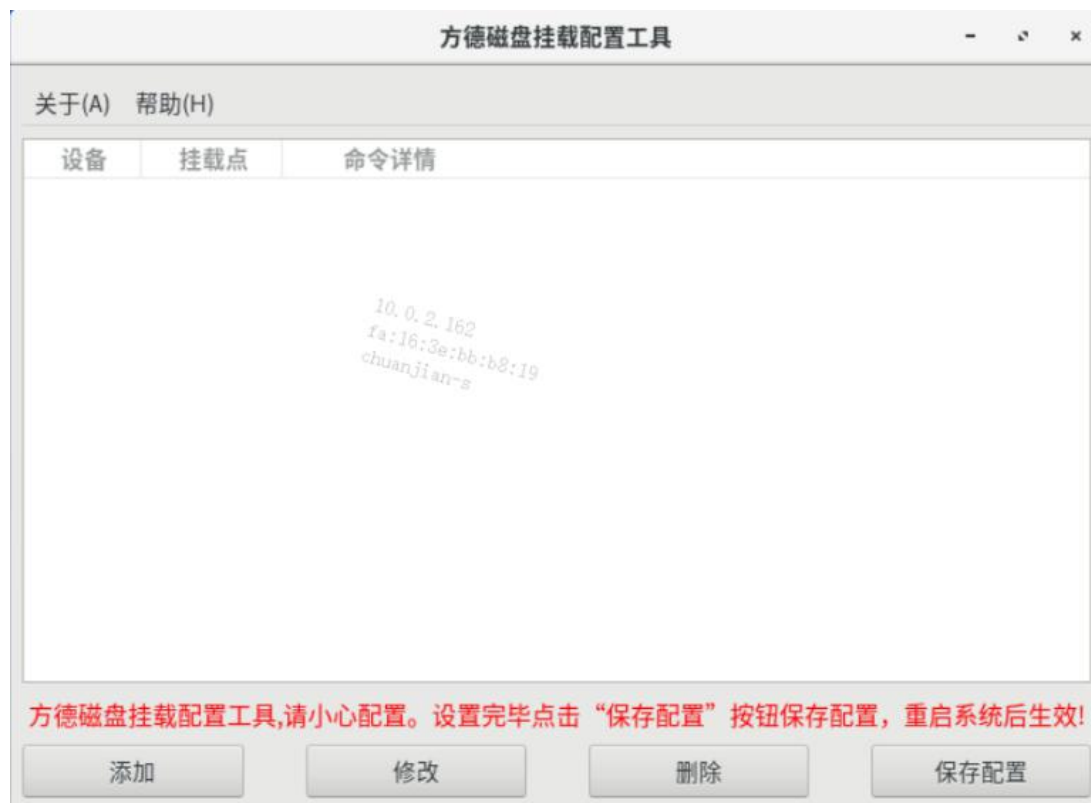 方德磁盘挂载配置工具
关于(A) 帮助(H)
设备 挂载点 命令详情
10.0.2.162
fa:16:3e:bb:b8:19
chuanjian-s
方德磁盘挂载配置工具,请小心配置。设置完毕点击“保存配置”按钮保存配置，重启系统后生效!
添加 修改 删除 保存配置